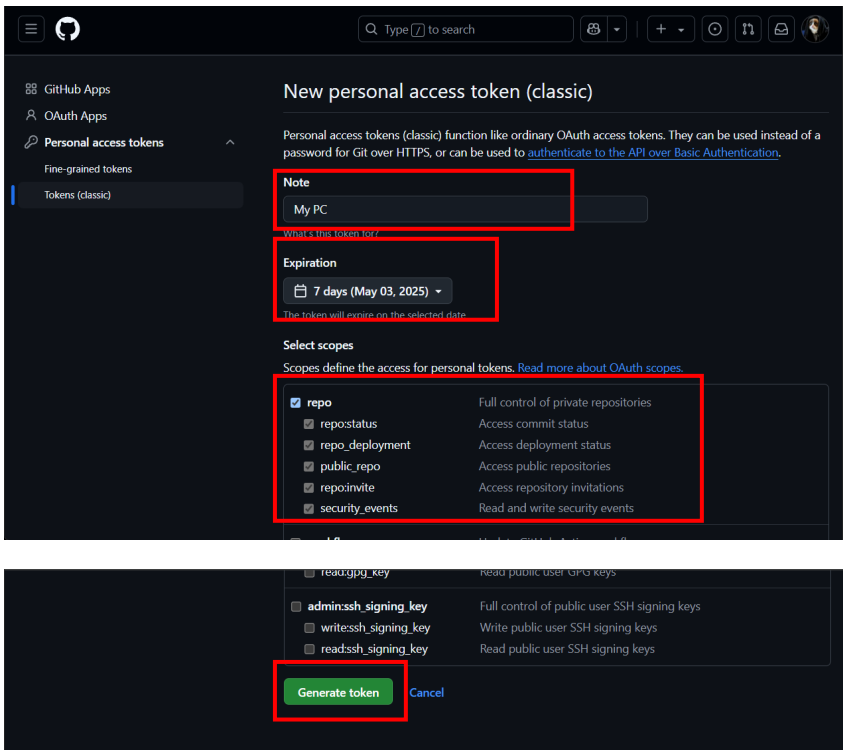 Type / to search
GitHub Apps
OAuth Apps
Personal access tokens
Fine-grained tokens
Tokens (classic)
New personal access token (classic)
Personal access tokens (classic) function like ordinary OAuth access tokens. They can be used instead of a
password for Git over HTTPS, or can be used to authenticate to the API over Basic Authentication.
Note
My PC
What's this token for?
Expiration
7 days (May 03, 2025)
The token will expire on the selected date
Select scopes
Scopes define the access for personal tokens. Read more about OAuth scopes.
repo Full control of private repositories
repo:status Access commit status
repo_deployment Access deployment status
public_repo Access public repositories
repo:invite Access repository invitations
security_events Read and write security events
read:gpg_key Read public user GPG keys
admin:ssh_signing_key Full control of public user SSH signing keys
write:ssh_signing_key Write public user SSH signing keys
read:ssh_signing_key Read public user SSH signing keys
Generate token Cancel